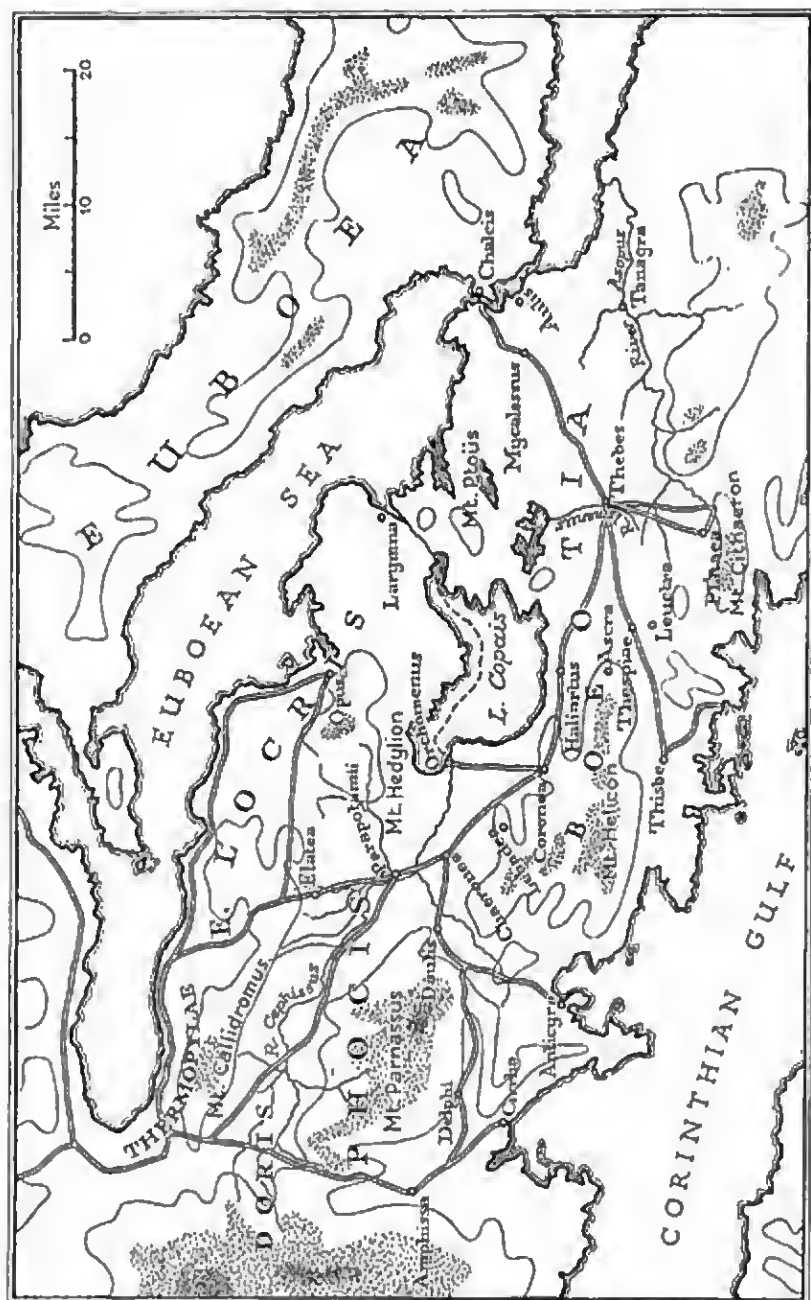 Miles
0 10 20
EUBOEA
EUBOEAN SEA
Chalcis
Aulis
Mycalessus
Mt. Ptoüs
Larymna
LOCRIS
Opus
Elatea
Parapotamii
Mt. Hedylion
Orchomenus
L. Copais
THERMOPYLAE
Mt. Callidromus
R. Cephissus
DORIS
PHOCIS
Mt. Parnassus
Daulis
Delphi
Amphissa
Cirrha
Anticyra
Chaeronea
Lebadea
Coronea
Haliartus
Mt. Helicon
BOEOTIA
Ascra
Thespiae
Thisbe
Leuctra
Thebes
Plataea
Mt. Cithaeron
River Asopus
Tanagra
CORINTHIAN GULF